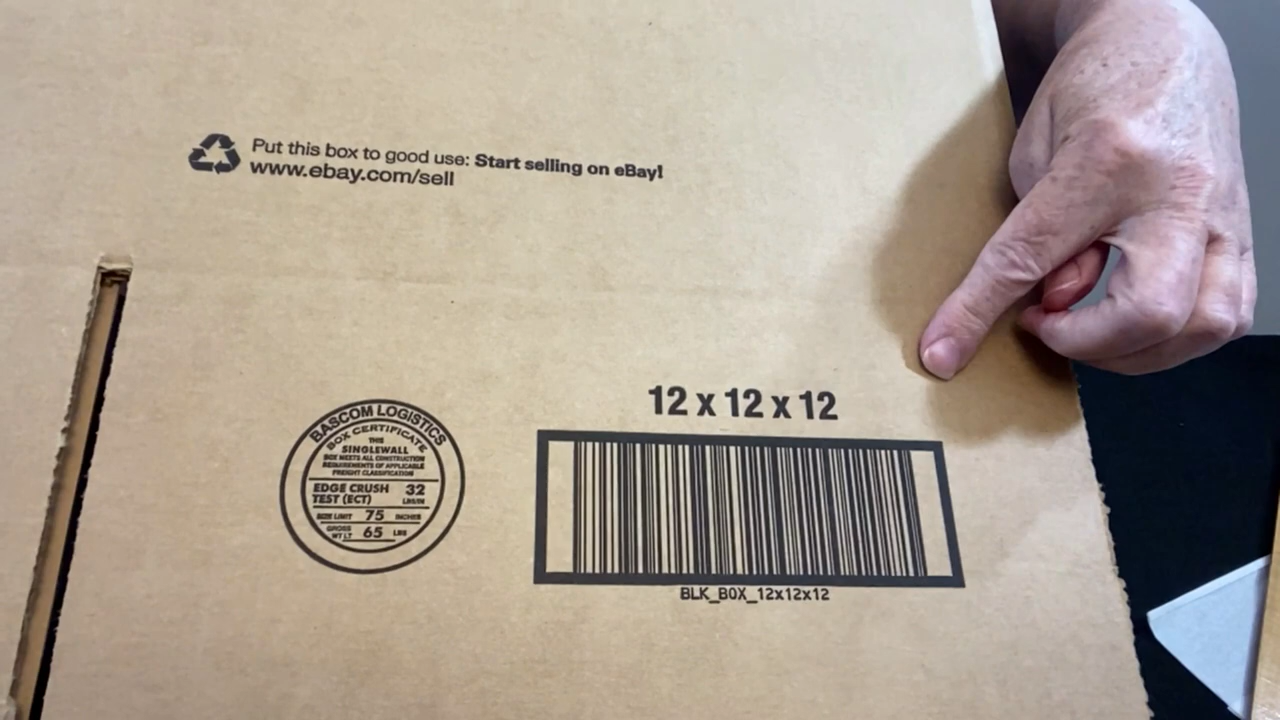 Put this box to good use: Start selling on eBay!
www.ebay.com/sell
12 x 12 x 12
BASCOM LOGISTICS
BOX CERTIFICATE
THE
SINGLEWALL
BOX MEETS ALL CONSTRUCTION
REQUIREMENTS OF APPLICABLE
FREIGHT CLASSIFICATION
EDGE CRUSH TEST (ECT) 32 LBS/IN
SIZE LIMIT 75 INCHES
GROSS WT LT 65 LBS
BLK_BOX_12x12x12